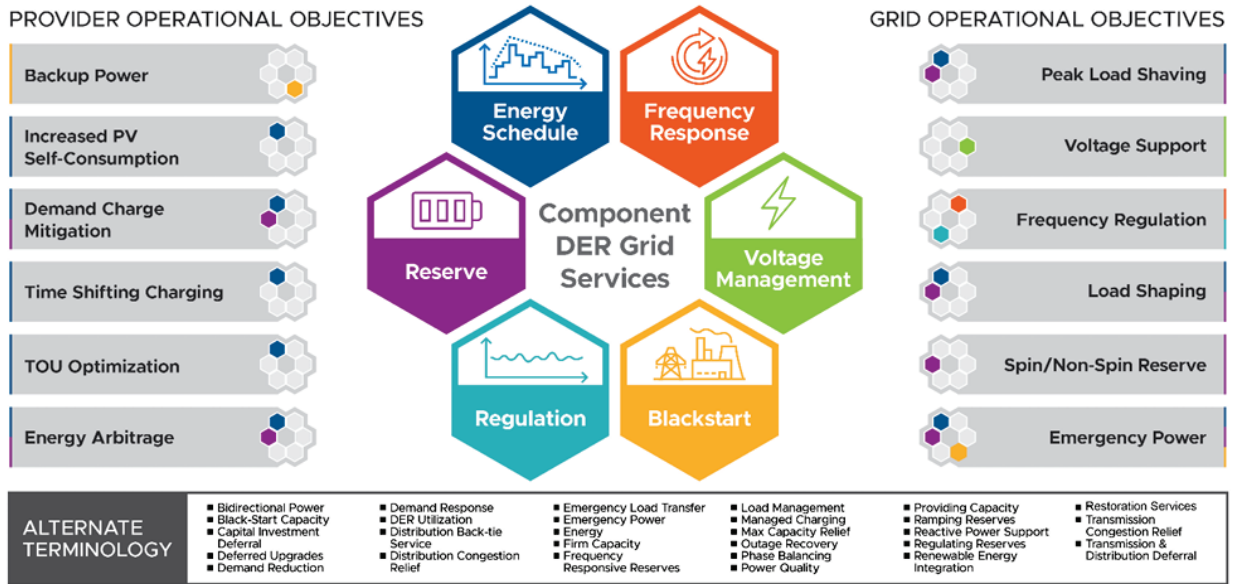 PROVIDER OPERATIONAL OBJECTIVES
Backup Power
Increased PV
Self-Consumption
Demand Charge
Mitigation
Time Shifting Charging
TOU Optimization
Energy Arbitrage
Energy
Schedule
Frequency
Response
Reserve
Component
DER Grid
Services
Voltage
Management
Regulation
Blackstart
GRID OPERATIONAL OBJECTIVES
Peak Load Shaving
Voltage Support
Frequency Regulation
Load Shaping
Spin/Non-Spin Reserve
Emergency Power
ALTERNATE
TERMINOLOGY
■ Bidirectional Power
■ Black-Start Capacity
■ Capital Investment
Deferral
■ Deferred Upgrades
■ Demand Reduction
■ Demand Response
■ DER Utilization
■ Distribution Back-tie
Service
■ Distribution Congestion
Relief
■ Emergency Load Transfer
■ Emergency Power
■ Energy
■ Firm Capacity
■ Frequency
Responsive Reserves
■ Load Management
■ Managed Charging
■ Max Capacity Relief
■ Outage Recovery
■ Phase Balancing
■ Power Quality
■ Providing Capacity
■ Ramping Reserves
■ Reactive Power Support
■ Regulating Reserves
■ Renewable Energy
Integration
■ Restoration Services
■ Transmission
Congestion Relief
■ Transmission &
Distribution Deferral